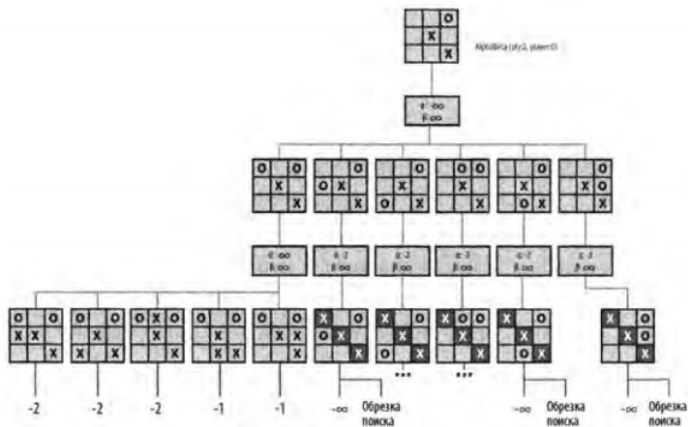 O
X
X
AlphaBeta (ply:2, player:O)
α: -∞
β: ∞
O O O O O O O
X O X X X X X O
X O X X O X X
α: -∞ α: -2 α: -2 α: -2 α: -2 α: -2
β: ∞ β: ∞ β: ∞ β: ∞ β: ∞ β: ∞
O O O O O X O O O O O X O X O X O O X O X O
X X X X X X X O X X X X X O
X X X X X X X X O X X O X X
... ...
-2 -2 -2 -1 -1 -∞ Обрезка -∞ Обрезка -∞ Обрезка
поиска поиска поиска